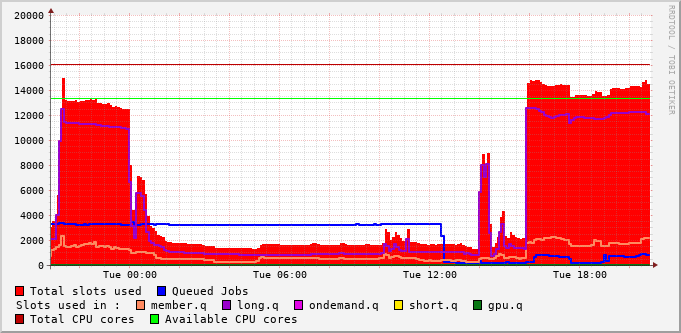 20000
18000
16000
14000
12000
10000
8000
6000
4000
2000
0
Tue 00:00 Tue 06:00 Tue 12:00 Tue 18:00
RRDTOOL / TOBI OETIKER
Total slots used Queued Jobs
Slots used in : member.q long.q ondemand.q short.q gpu.q
Total CPU cores Available CPU cores